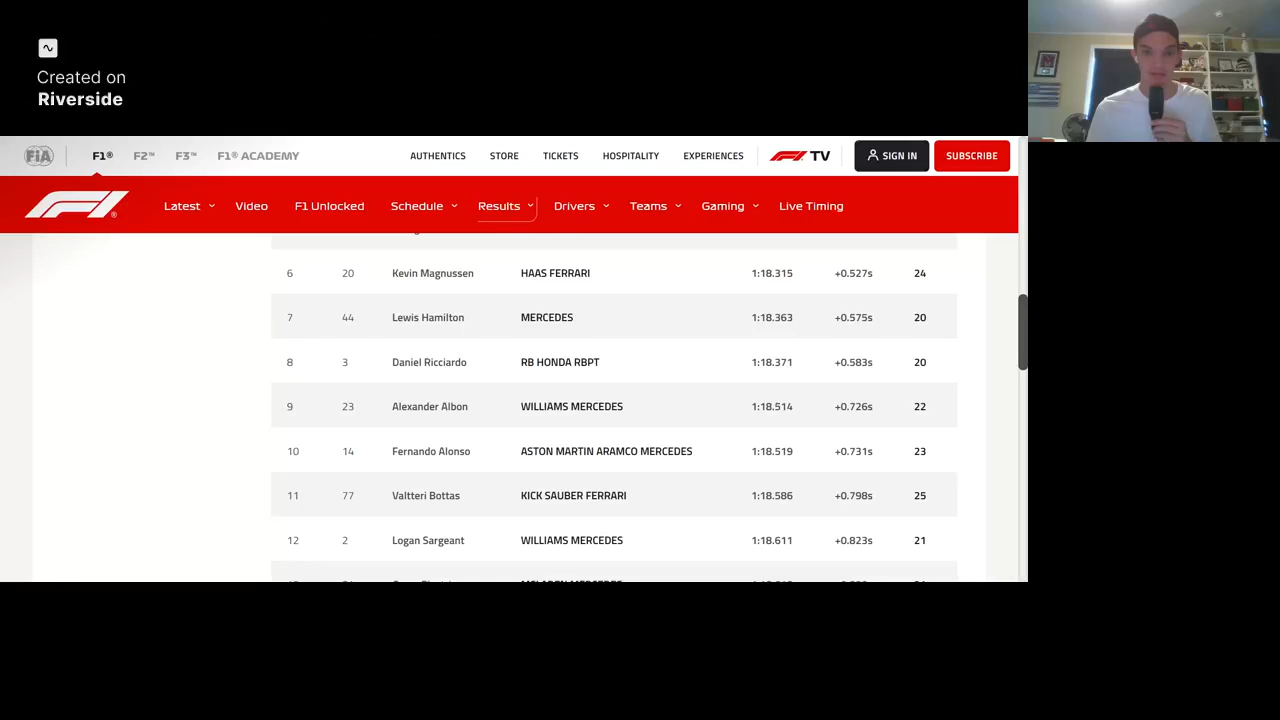 Created on
Riverside
FIA F1® F2™ F3™ F1® ACADEMY AUTHENTICS STORE TICKETS HOSPITALITY EXPERIENCES F1 TV SIGN IN SUBSCRIBE
F1® Latest Video F1 Unlocked Schedule Results Drivers Teams Gaming Live Timing
6 20 Kevin Magnussen HAAS FERRARI 1:18.315 +0.527s 24
7 44 Lewis Hamilton MERCEDES 1:18.363 +0.575s 20
8 3 Daniel Ricciardo RB HONDA RBPT 1:18.371 +0.583s 20
9 23 Alexander Albon WILLIAMS MERCEDES 1:18.514 +0.726s 22
10 14 Fernando Alonso ASTON MARTIN ARAMCO MERCEDES 1:18.519 +0.731s 23
11 77 Valtteri Bottas KICK SAUBER FERRARI 1:18.586 +0.798s 25
12 2 Logan Sargeant WILLIAMS MERCEDES 1:18.611 +0.823s 21